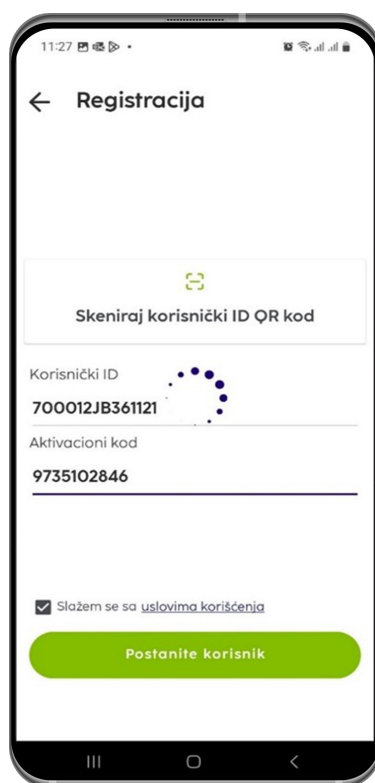 11:27
Registracija
Skeniraj korisnički ID QR kod
Korisnički ID
700012JB361121
Aktivacioni kod
9735102846
Slažem se sa uslovima korišćenja
Postanite korisnik